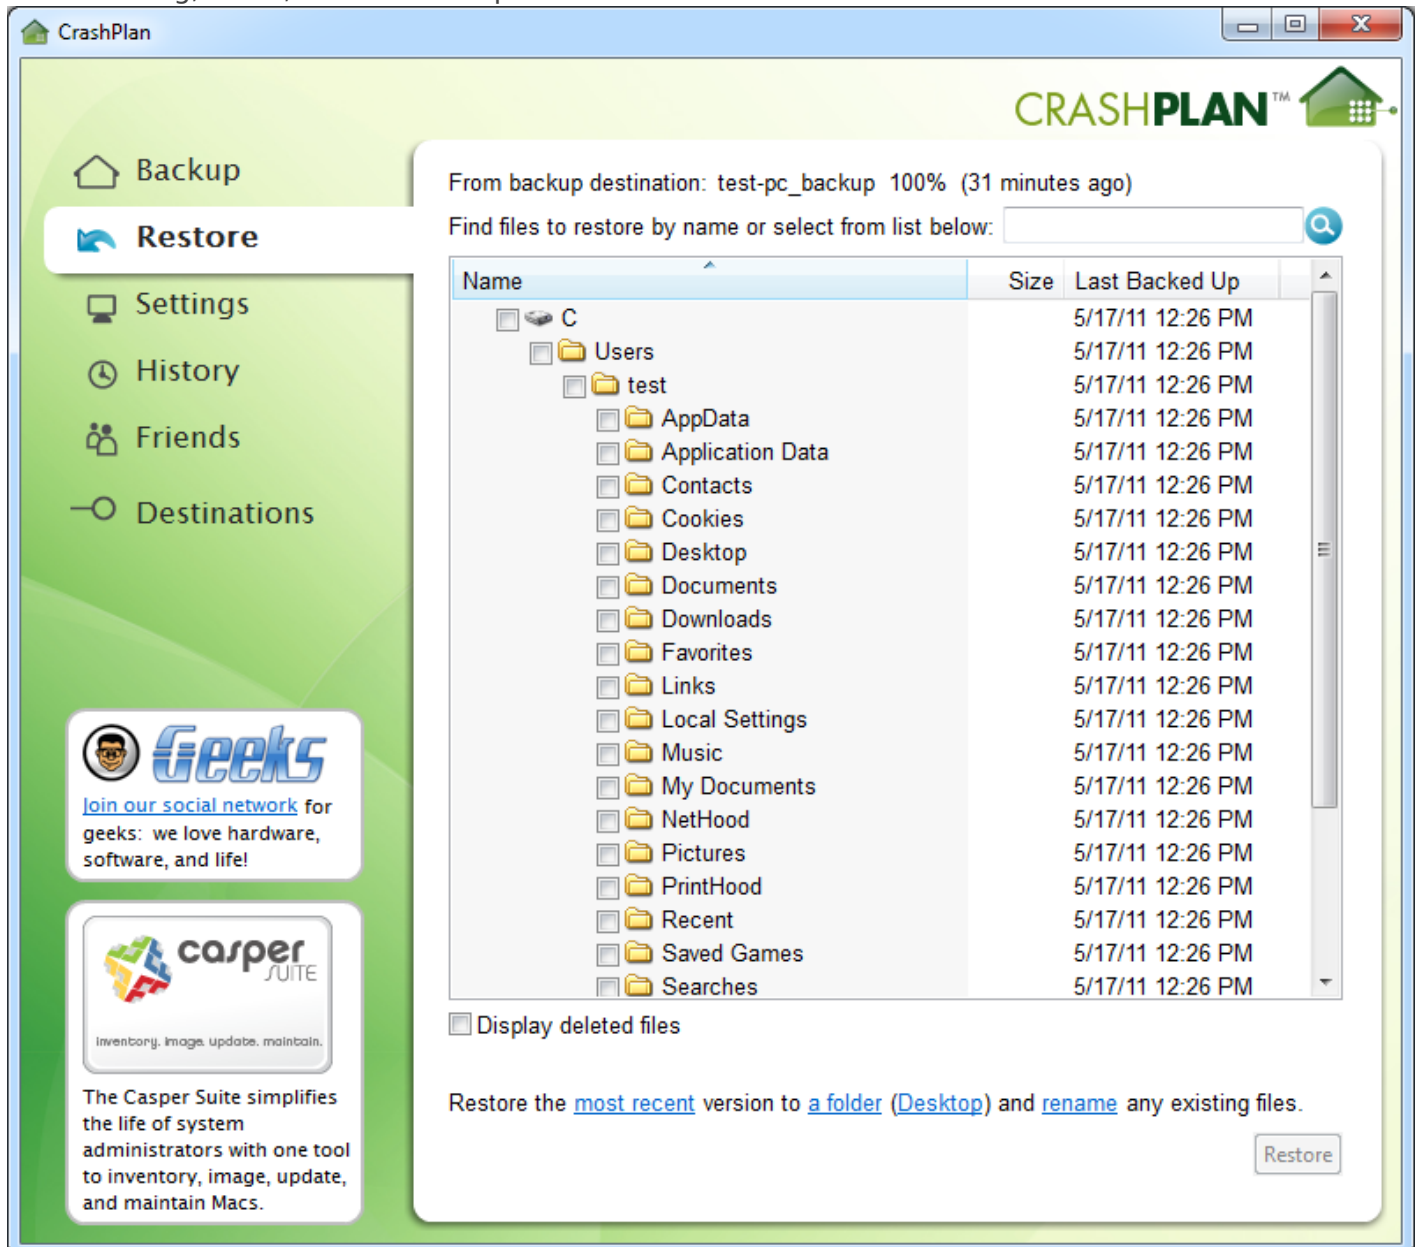 CrashPlan
CRASHPLAN™
Backup
Restore
Settings
History
Friends
Destinations
From backup destination: test-pc_backup 100% (31 minutes ago)
Find files to restore by name or select from list below:
Name Size Last Backed Up
C 5/17/11 12:26 PM
Users 5/17/11 12:26 PM
test 5/17/11 12:26 PM
AppData 5/17/11 12:26 PM
Application Data 5/17/11 12:26 PM
Contacts 5/17/11 12:26 PM
Cookies 5/17/11 12:26 PM
Desktop 5/17/11 12:26 PM
Documents 5/17/11 12:26 PM
Downloads 5/17/11 12:26 PM
Favorites 5/17/11 12:26 PM
Links 5/17/11 12:26 PM
Local Settings 5/17/11 12:26 PM
Music 5/17/11 12:26 PM
My Documents 5/17/11 12:26 PM
NetHood 5/17/11 12:26 PM
Pictures 5/17/11 12:26 PM
PrintHood 5/17/11 12:26 PM
Recent 5/17/11 12:26 PM
Saved Games 5/17/11 12:26 PM
Searches 5/17/11 12:26 PM
Display deleted files
Restore the most recent version to a folder (Desktop) and rename any existing files.
Restore
Geeks
Join our social network for
geeks: we love hardware,
software, and life!
casper
SUITE
inventory. image. update. maintain.
The Casper Suite simplifies
the life of system
administrators with one tool
to inventory, image, update,
and maintain Macs.